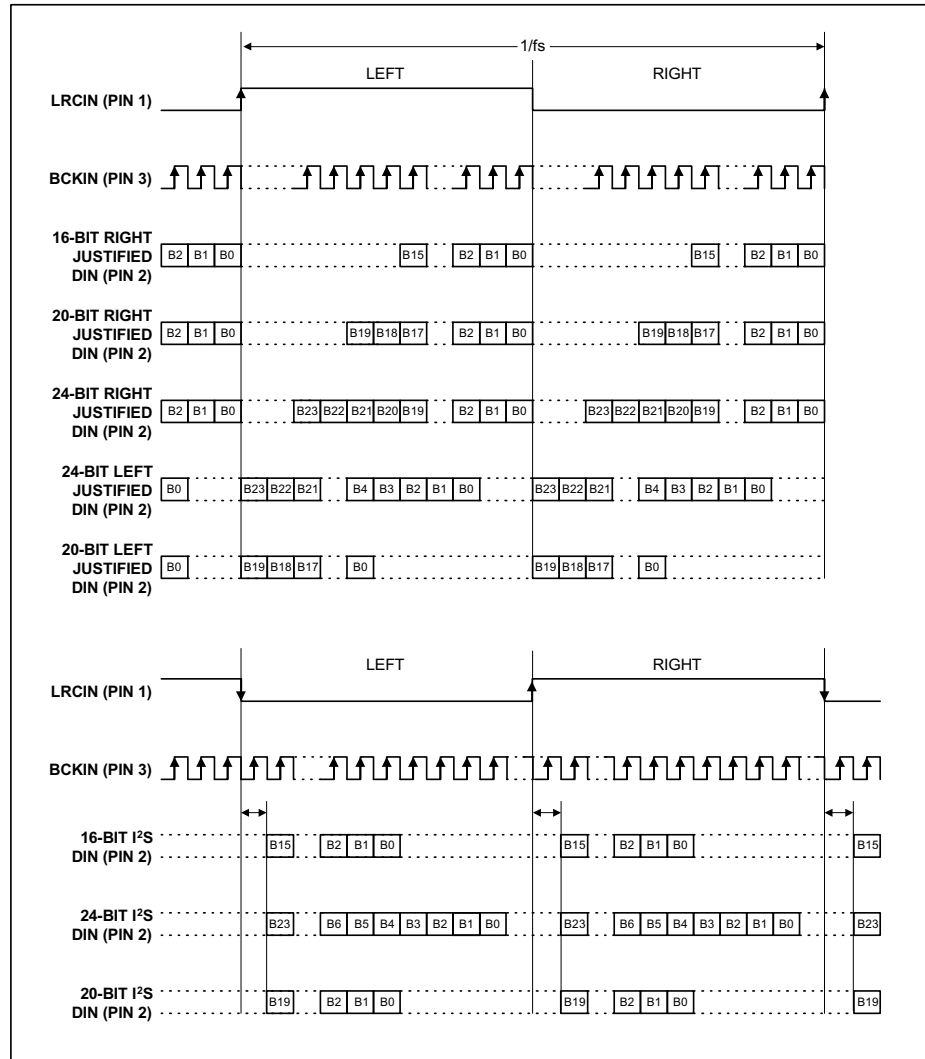 1/fs
LEFT RIGHT
LRCIN (PIN 1)
BCKIN (PIN 3)
16-BIT RIGHT
JUSTIFIED
DIN (PIN 2)
B2 B1 B0 B15 B2 B1 B0 B15 B2 B1 B0
20-BIT RIGHT
JUSTIFIED
DIN (PIN 2)
B2 B1 B0 B19 B18 B17 B2 B1 B0 B19 B18 B17 B2 B1 B0
24-BIT RIGHT
JUSTIFIED
DIN (PIN 2)
B2 B1 B0 B23 B22 B21 B20 B19 B2 B1 B0 B23 B22 B21 B20 B19 B2 B1 B0
24-BIT LEFT
JUSTIFIED
DIN (PIN 2)
B0 B23 B22 B21 B4 B3 B2 B1 B0 B23 B22 B21 B4 B3 B2 B1 B0
20-BIT LEFT
JUSTIFIED
DIN (PIN 2)
B0 B19 B18 B17 B0 B19 B18 B17 B0
LEFT RIGHT
LRCIN (PIN 1)
BCKIN (PIN 3)
16-BIT I²S
DIN (PIN 2)
B15 B2 B1 B0 B15 B2 B1 B0 B15
24-BIT I²S
DIN (PIN 2)
B23 B6 B5 B4 B3 B2 B1 B0 B23 B6 B5 B4 B3 B2 B1 B0 B23
20-BIT I²S
DIN (PIN 2)
B19 B2 B1 B0 B19 B2 B1 B0 B19